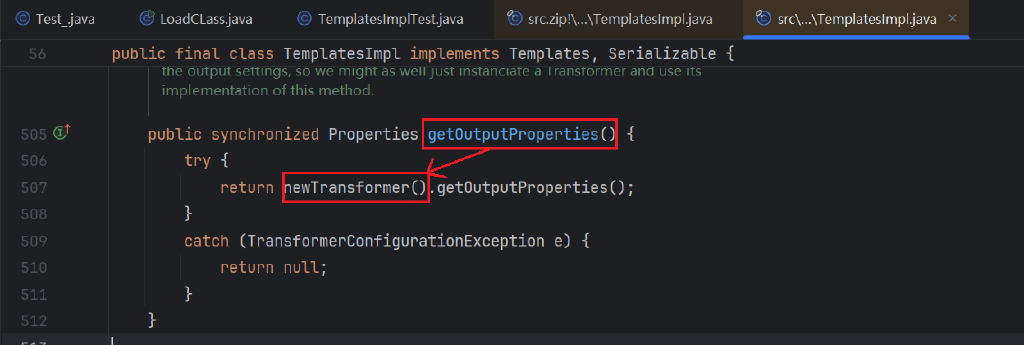 Test_java LoadCLass.java TemplatesImplTest.java src.zip!\...\TemplatesImpl.java src\...\TemplatesImpl.java ×
56 public final class TemplatesImpl implements Templates, Serializable {
the output settings, so we might as well just instanciate a Transformer and use its
implementation of this method.
505 public synchronized Properties getOutputProperties() {
506 try {
507 return newTransformer().getOutputProperties();
508 }
509 catch (TransformerConfigurationException e) {
510 return null;
511 }
512 }
513